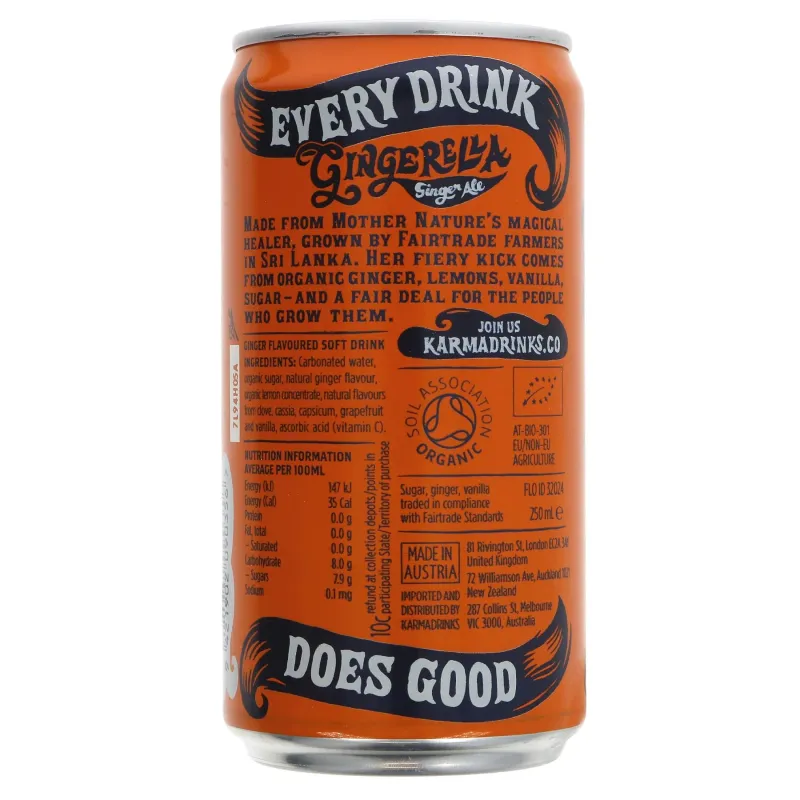 EVERY DRINK
GINGERELLA
Ginger Ale
MADE FROM MOTHER NATURE'S MAGICAL
HEALER, GROWN BY FAIRTRADE FARMERS
IN SRI LANKA. HER FIERY KICK COMES
FROM ORGANIC GINGER, LEMONS, VANILLA,
SUGAR – AND A FAIR DEAL FOR THE PEOPLE
WHO GROW THEM.
JOIN US
KARMADRINKS.CO
GINGER FLAVOURED SOFT DRINK
INGREDIENTS: Carbonated water,
organic sugar, natural ginger flavour,
organic lemon concentrate, natural flavours
from clove, cassia, capsicum, grapefruit
and vanilla, ascorbic acid (vitamin C).
7L94H05A
NUTRITION INFORMATION
AVERAGE PER 100ML
Energy (kJ) 147 kJ
Energy (Cal) 35 Cal
Protein 0.0 g
Fat, total 0.0 g
– Saturated 0.0 g
Carbohydrate 8.0 g
– Sugars 7.9 g
Sodium 0.1 mg
10c refund at collection depots/points in
participating State/Territory of purchase
SOIL ASSOCIATION
ORGANIC
AT-BIO-301
EU/NON-EU
AGRICULTURE
Sugar, ginger, vanilla
traded in compliance
with Fairtrade Standards
FLO ID 32024
250 mL e
MADE IN
AUSTRIA
IMPORTED AND
DISTRIBUTED BY
KARMADRINKS
81 Rivington St, London EC2A
United Kingdom
72 Williamson Ave, Auckland 1021
New Zealand
287 Collins St, Melbourne
VIC 3000, Australia
DOES GOOD